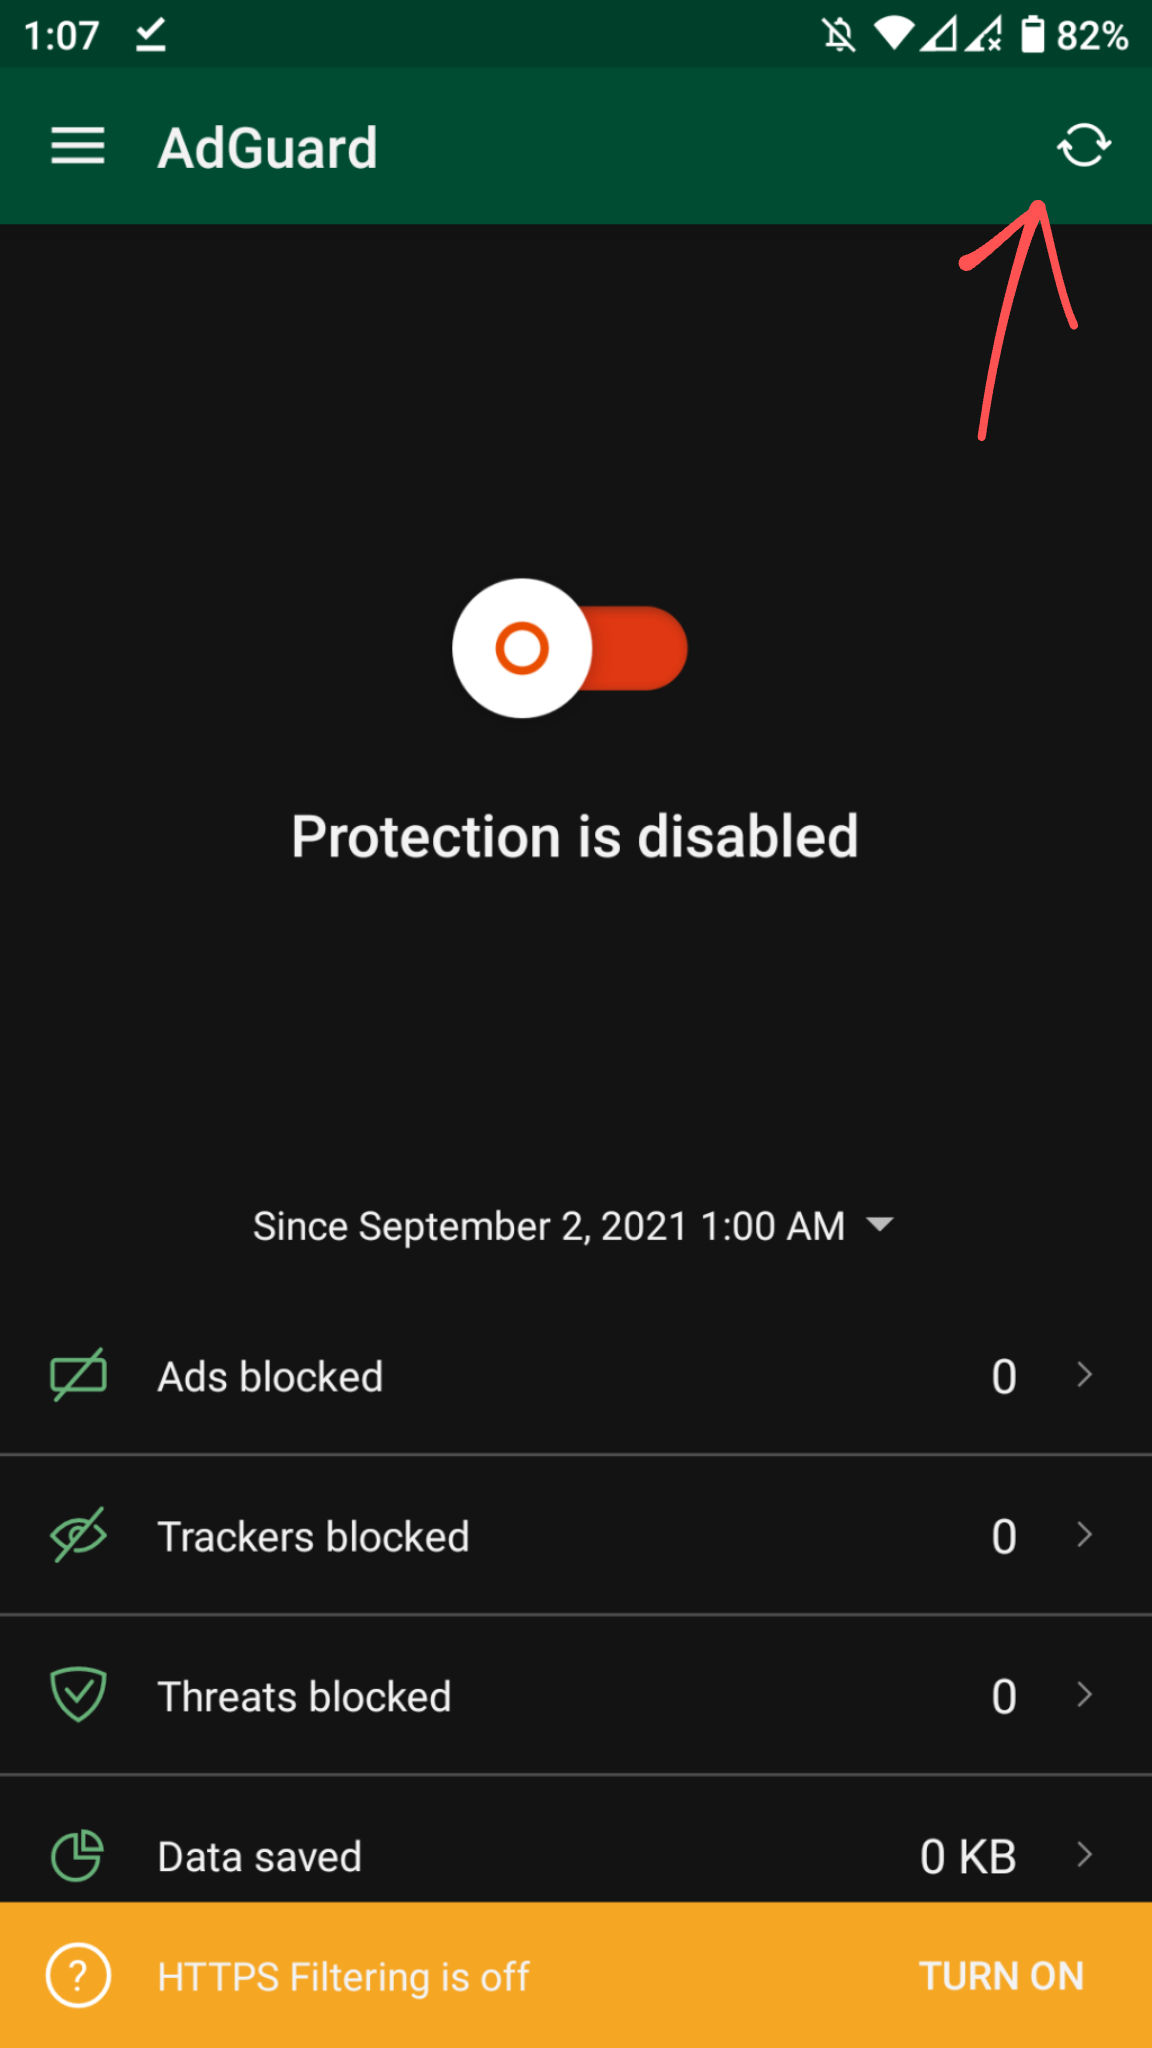 1:07
82%
AdGuard
Protection is disabled
Since September 2, 2021 1:00 AM
Ads blocked 0
Trackers blocked 0
Threats blocked 0
Data saved 0 KB
? HTTPS Filtering is off TURN ON